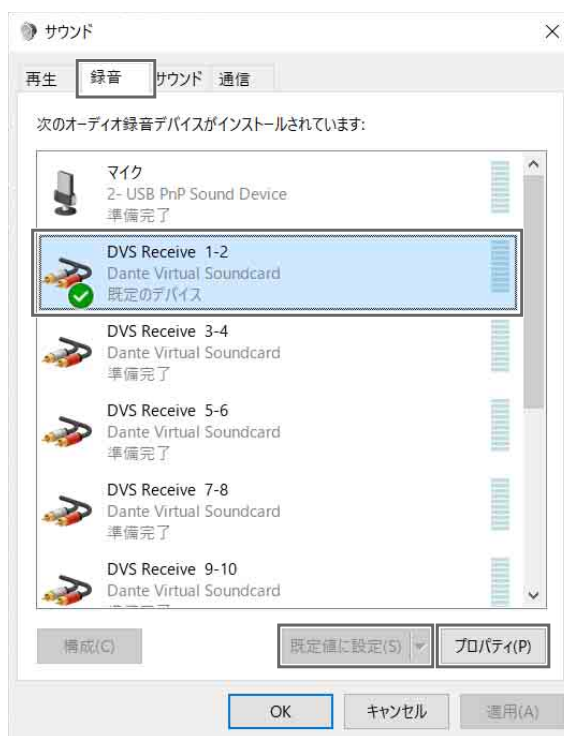 サウンド
再生 録音 サウンド 通信
次のオーディオ録音デバイスがインストールされています:
マイク
2- USB PnP Sound Device
準備完了
DVS Receive 1-2
Dante Virtual Soundcard
既定のデバイス
DVS Receive 3-4
Dante Virtual Soundcard
準備完了
DVS Receive 5-6
Dante Virtual Soundcard
準備完了
DVS Receive 7-8
Dante Virtual Soundcard
準備完了
DVS Receive 9-10
Dante Virtual Soundcard
構成(C) 既定値に設定(S) プロパティ(P)
OK キャンセル 適用(A)